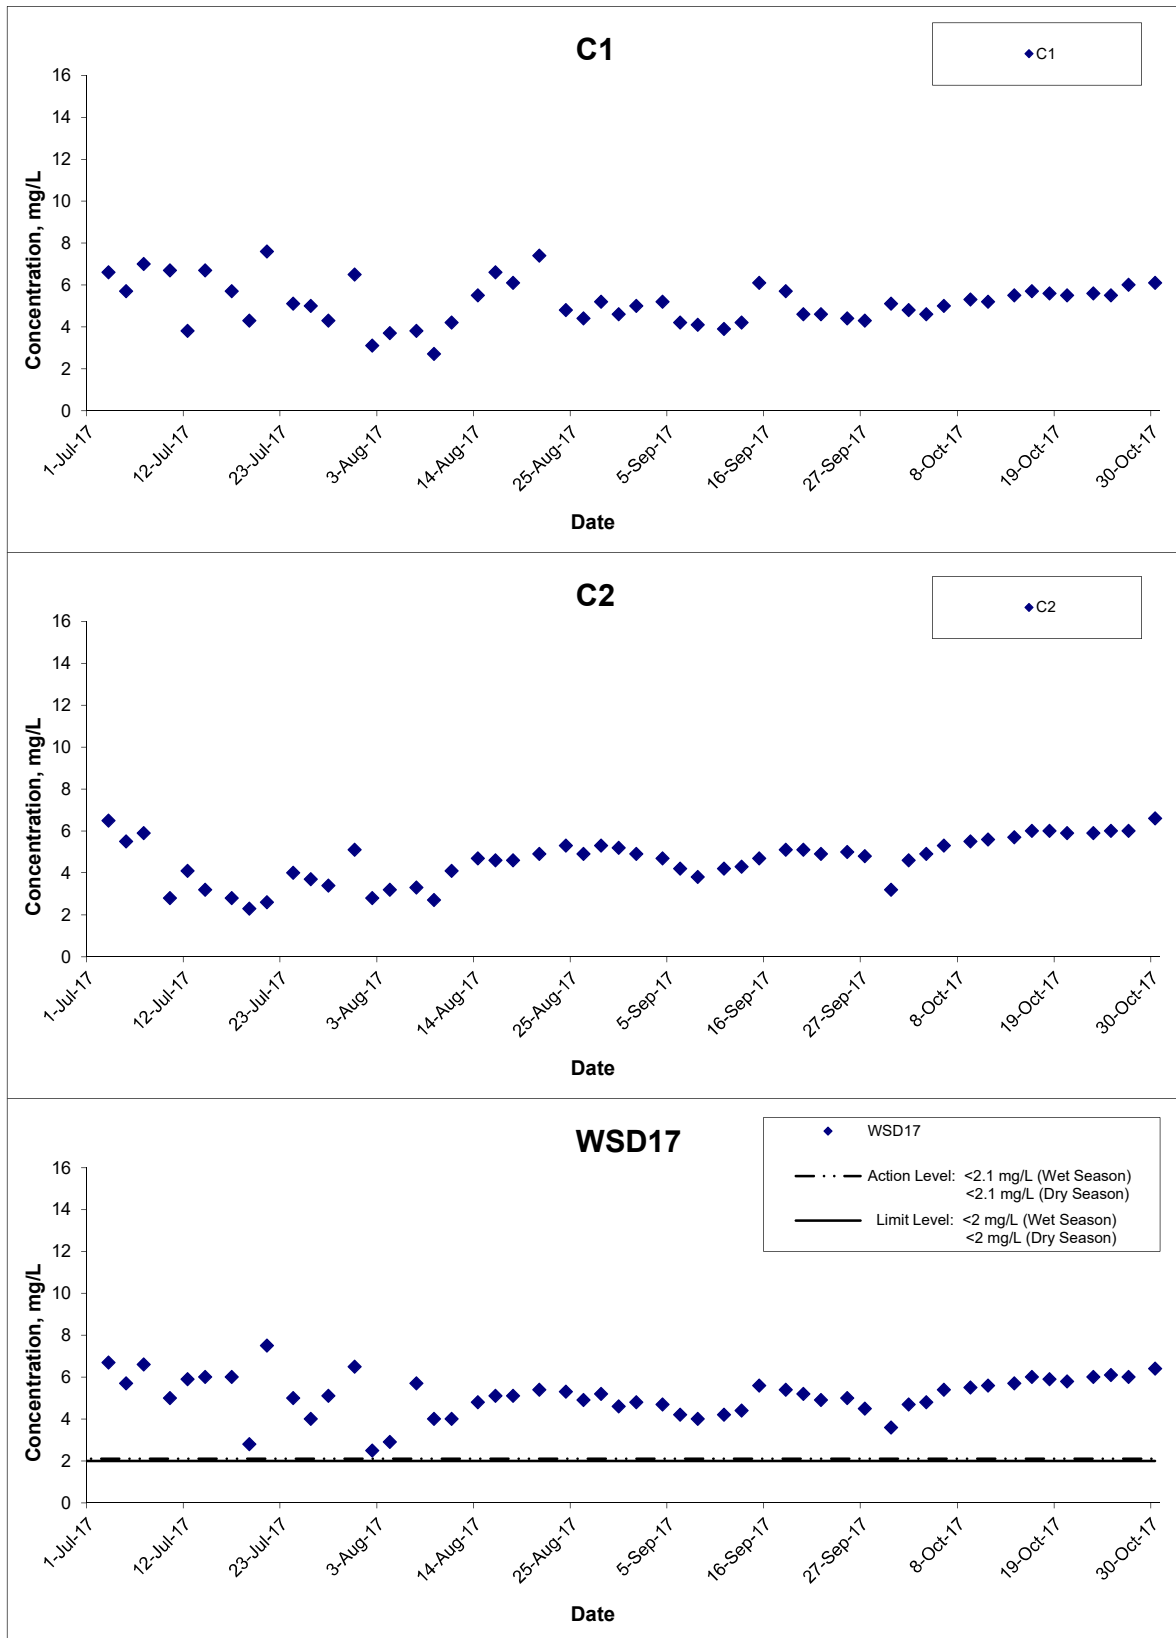 C1
C1
16
14
12
10
8
6
4
2
0
Concentration, mg/L
1-Jul-17
12-Jul-17
23-Jul-17
3-Aug-17
14-Aug-17
25-Aug-17
5-Sep-17
16-Sep-17
27-Sep-17
8-Oct-17
19-Oct-17
30-Oct-17
Date
C2
C2
16
14
12
10
8
6
4
2
0
Concentration, mg/L
1-Jul-17
12-Jul-17
23-Jul-17
3-Aug-17
14-Aug-17
25-Aug-17
5-Sep-17
16-Sep-17
27-Sep-17
8-Oct-17
19-Oct-17
30-Oct-17
Date
WSD17
WSD17
Action Level: <2.1 mg/L (Wet Season)
<2.1 mg/L (Dry Season)
Limit Level: <2 mg/L (Wet Season)
<2 mg/L (Dry Season)
16
14
12
10
8
6
4
2
0
Concentration, mg/L
1-Jul-17
12-Jul-17
23-Jul-17
3-Aug-17
14-Aug-17
25-Aug-17
5-Sep-17
16-Sep-17
27-Sep-17
8-Oct-17
19-Oct-17
30-Oct-17
Date